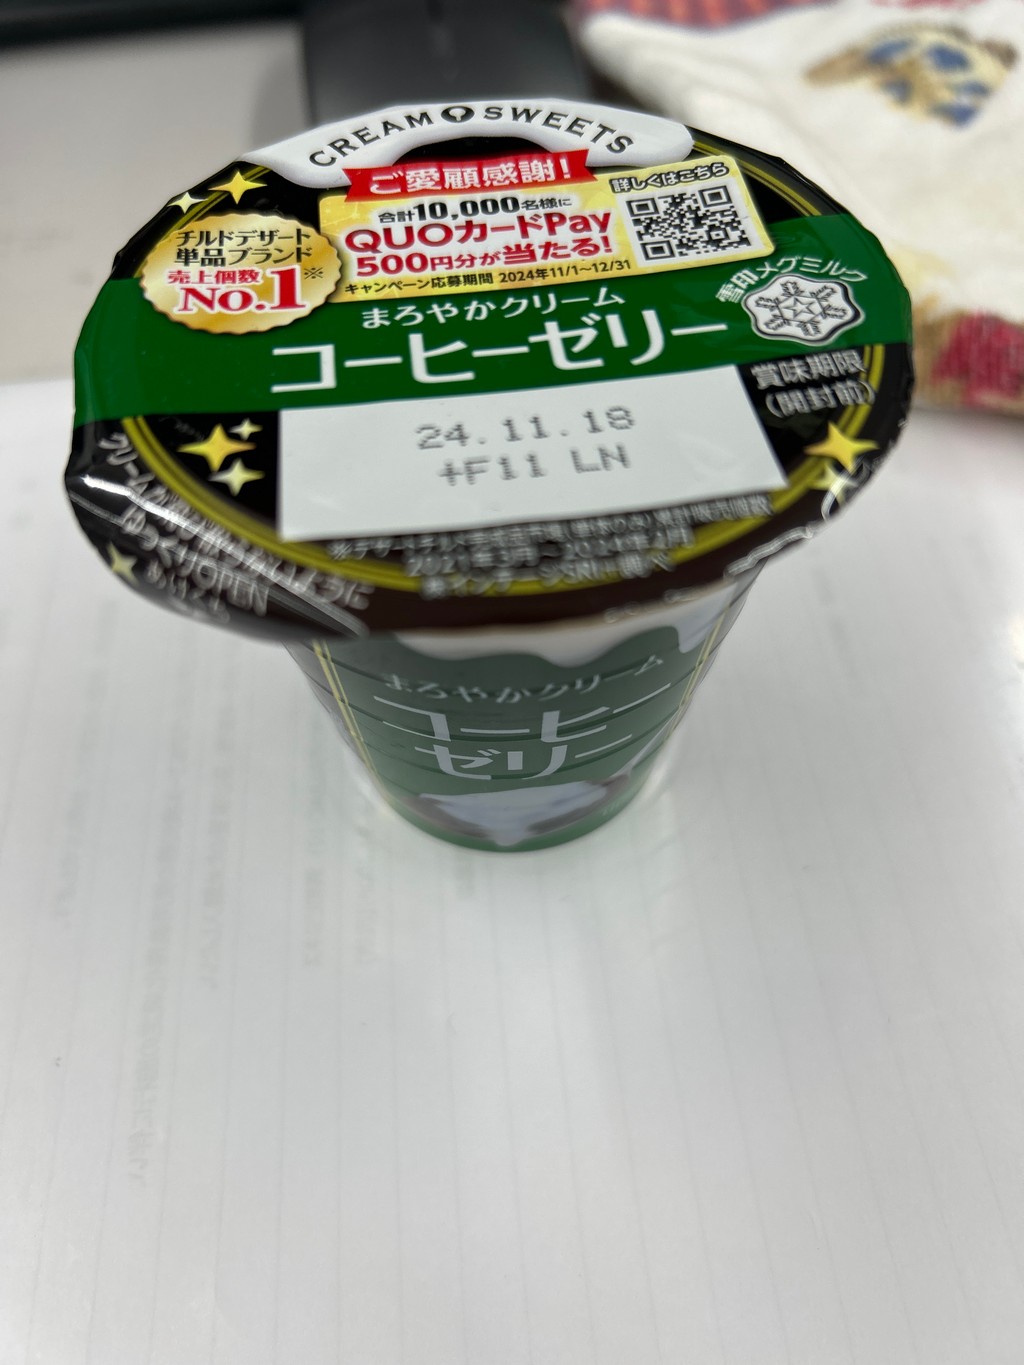 CREAM SWEETS
ご愛顧感謝!
詳しくはこちら
合計10,000名様に
QUOカードPay
500円分が当たる!
キャンペーン応募期間 2024年11/1~12/31
チルドデザート
単品ブランド
売上個数※
No.1
雪印メグミルク
まろやかクリーム
コーヒーゼリー
賞味期限
(開封前)
24.11.18
+F11 LN
OPEN
まろやかクリーム
コーヒー
ゼリー